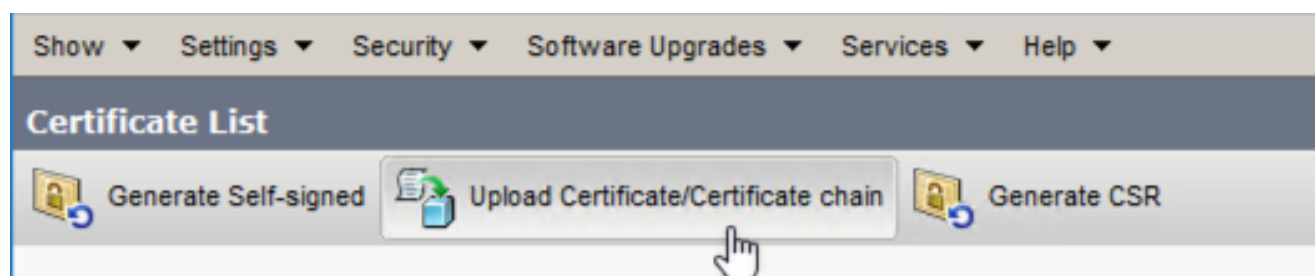 Show Settings Security Software Upgrades Services Help
Certificate List
Generate Self-signed Upload Certificate/Certificate chain Generate CSR